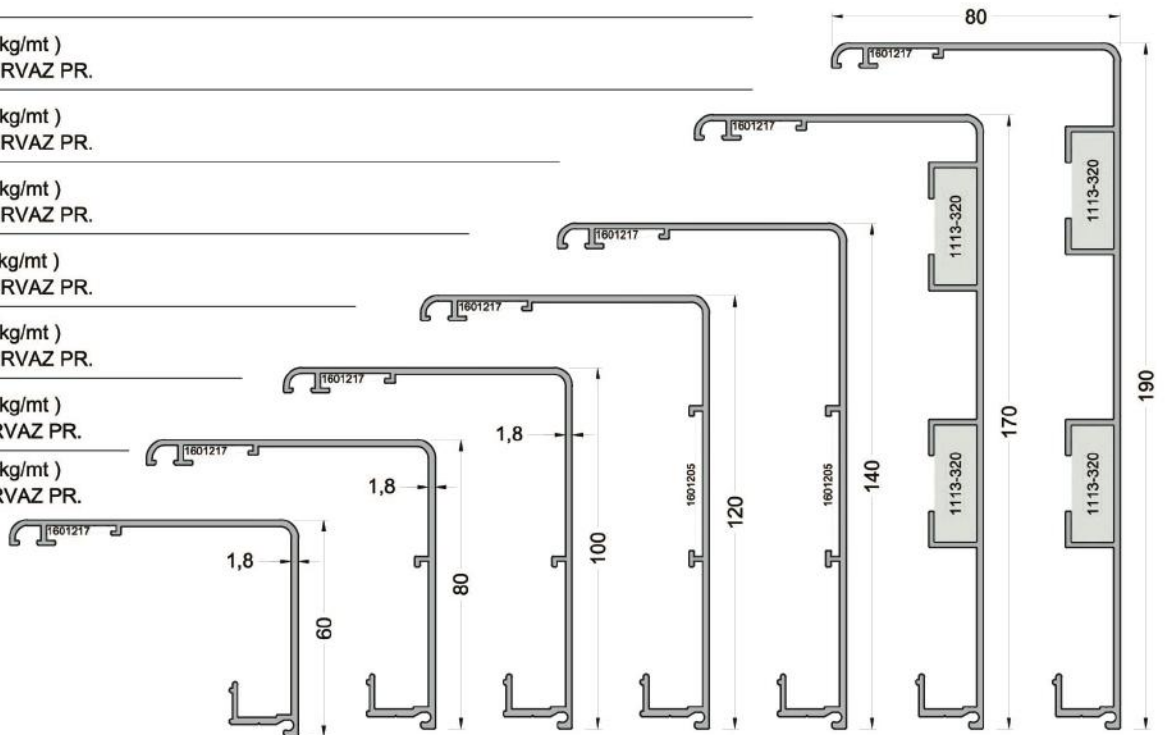 kg/mt )
RVAZ PR.
kg/mt )
RVAZ PR.
kg/mt )
RVAZ PR.
kg/mt )
RVAZ PR.
kg/mt )
RVAZ PR.
kg/mt )
RVAZ PR.
kg/mt )
RVAZ PR.
1601217
1,8
60
1601217
1,8
80
1601217
1,8
100
1601217
1601205
120
1601217
1601205
140
1601217
1113-320
1113-320
170
80
1601217
1113-320
1113-320
190